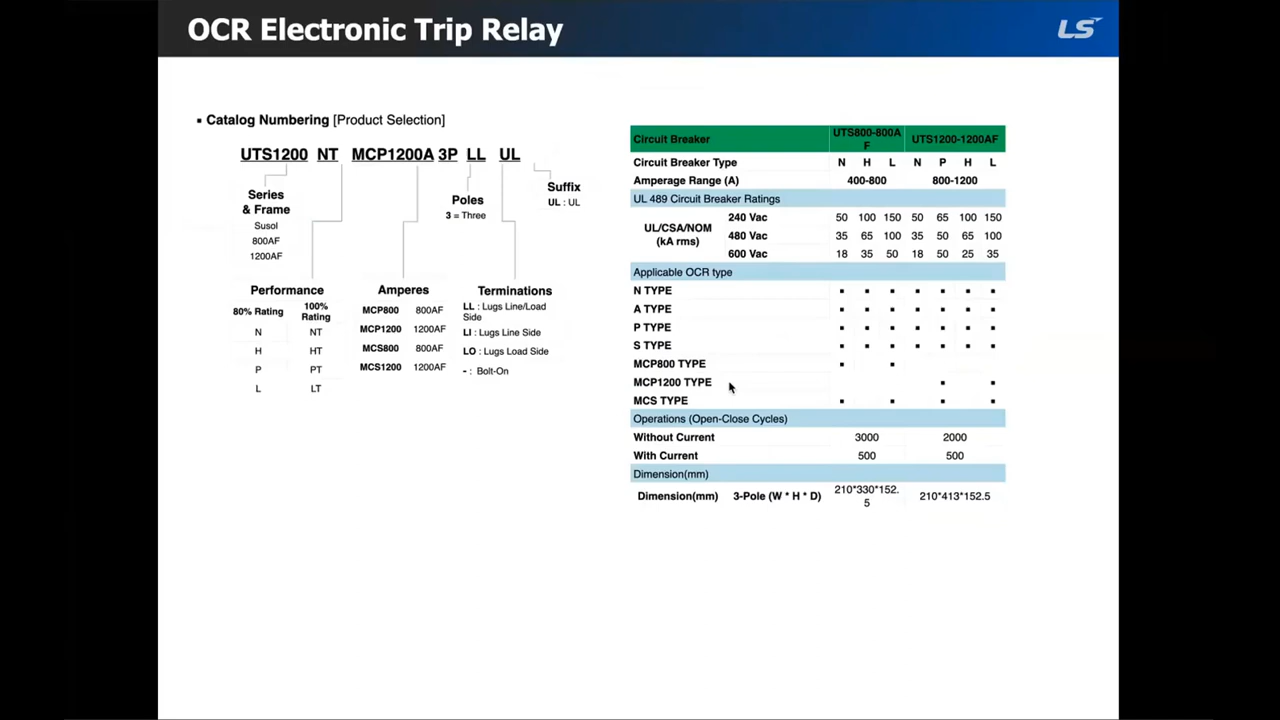 OCR Electronic Trip Relay
LS
▪ Catalog Numbering [Product Selection]
UTS1200 NT MCP1200A 3P LL UL
Series
& Frame
Susol
800AF
1200AF
Poles
3 = Three
Suffix
UL : UL
Performance
80% Rating 100%
Rating
N NT
H HT
P PT
L LT
Amperes
MCP800 800AF
MCP1200 1200AF
MCS800 800AF
MCS1200 1200AF
Terminations
LL : Lugs Line/Load
Side
LI : Lugs Line Side
LO : Lugs Load Side
- : Bolt-On
Circuit Breaker UTS800-800A
F UTS1200-1200AF
Circuit Breaker Type N H L N P H L
Amperage Range (A) 400-800 800-1200
UL 489 Circuit Breaker Ratings
UL/CSA/NOM
(kA rms)
240 Vac 50 100 150 50 65 100 150
480 Vac 35 65 100 35 50 65 100
600 Vac 18 35 50 18 50 25 35
Applicable OCR type
N TYPE ▪ ▪ ▪ ▪ ▪ ▪ ▪
A TYPE ▪ ▪ ▪ ▪ ▪ ▪ ▪
P TYPE ▪ ▪ ▪ ▪ ▪ ▪ ▪
S TYPE ▪ ▪ ▪ ▪ ▪ ▪ ▪
MCP800 TYPE ▪ ▪
MCP1200 TYPE ▪ ▪
MCS TYPE ▪ ▪ ▪ ▪
Operations (Open-Close Cycles)
Without Current 3000 2000
With Current 500 500
Dimension(mm)
Dimension(mm) 3-Pole (W * H * D) 210*330*152.
5 210*413*152.5